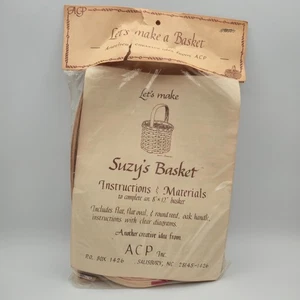 ACP
Let's make a Basket
ACP
Let's make
Suzy's Basket
Instructions & Materials
to complete an 8" x 12" basket
Includes flat, flat oval, & round reed, oak handle,
instructions with clear diagrams.
Another creative idea from
A.C.P. Inc.
P.O. BOX 1426 SALISBURY, NC 28145-1426